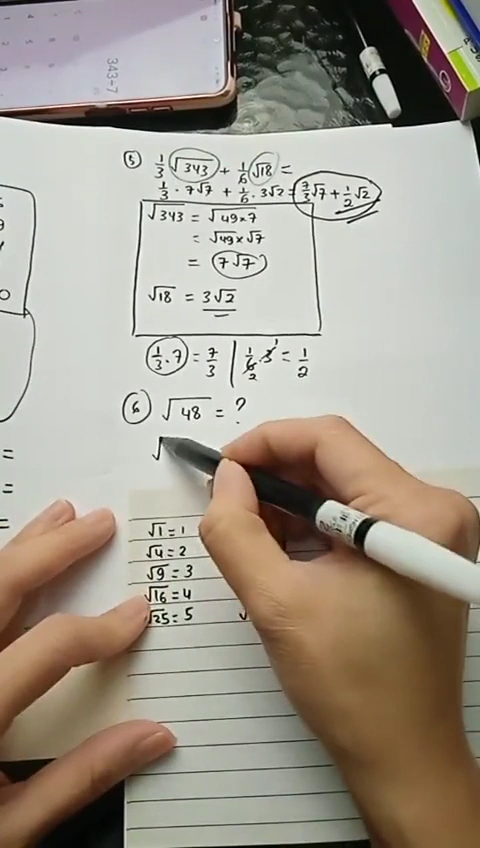 343÷7
⑤ 1/3 √343 + 1/6 √18 =
1/3 · 7√7 + 1/6 · 3√2 = 7/3 √7 + 1/2 √2
√343 = √49×7
= √49 × √7
= 7√7
√18 = 3√2
1/3 · 7 = 7/3 | 1/6 2 · 3 1 = 1/2
⑥ √48 = ?
√
√1 = 1
√4 = 2
√9 = 3
√16 = 4
√25 = 5
=
=
=